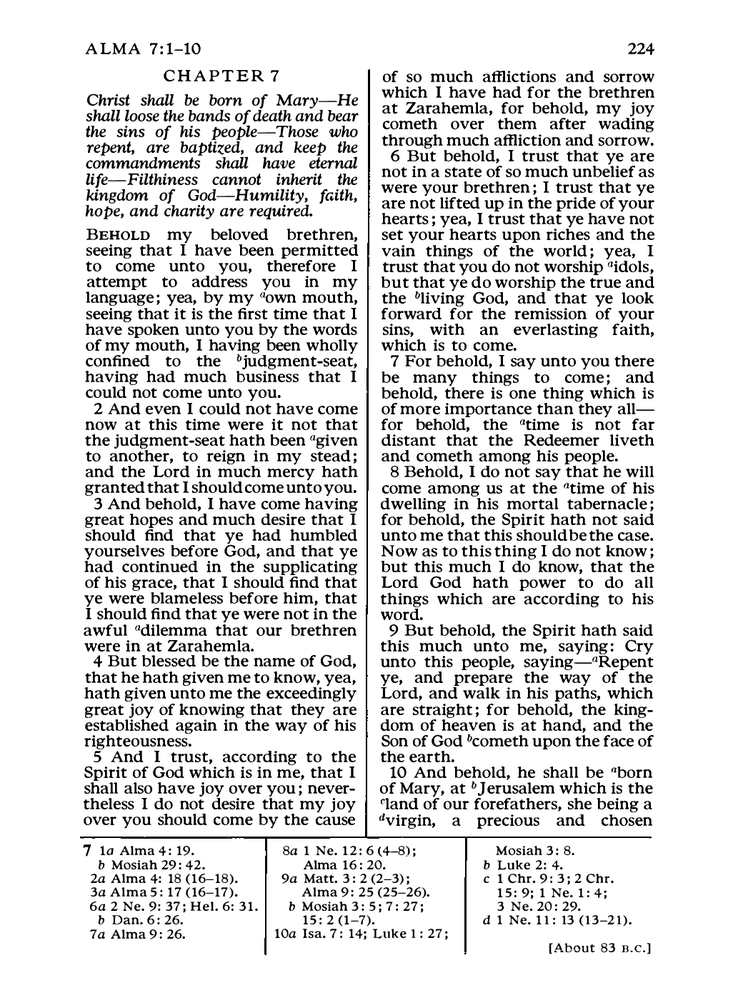 ALMA 7:1–10
224
CHAPTER 7
Christ shall be born of Mary—He
shall loose the bands of death and bear
the sins of his people—Those who
repent, are baptized, and keep the
commandments shall have eternal
life—Filthiness cannot inherit the
kingdom of God—Humility, faith,
hope, and charity are required.
BEHOLD my beloved brethren,
seeing that I have been permitted
to come unto you, therefore I
attempt to address you in my
language; yea, by my aown mouth,
seeing that it is the first time that I
have spoken unto you by the words
of my mouth, I having been wholly
confined to the bjudgment-seat,
having had much business that I
could not come unto you.
2 And even I could not have come
now at this time were it not that
the judgment-seat hath been agiven
to another, to reign in my stead;
and the Lord in much mercy hath
granted that I should come unto you.
3 And behold, I have come having
great hopes and much desire that I
should find that ye had humbled
yourselves before God, and that ye
had continued in the supplicating
of his grace, that I should find that
ye were blameless before him, that
I should find that ye were not in the
awful adilemma that our brethren
were in at Zarahemla.
4 But blessed be the name of God,
that he hath given me to know, yea,
hath given unto me the exceedingly
great joy of knowing that they are
established again in the way of his
righteousness.
5 And I trust, according to the
Spirit of God which is in me, that I
shall also have joy over you; never-
theless I do not desire that my joy
over you should come by the cause
of so much afflictions and sorrow
which I have had for the brethren
at Zarahemla, for behold, my joy
cometh over them after wading
through much affliction and sorrow.
6 But behold, I trust that ye are
not in a state of so much unbelief as
were your brethren; I trust that ye
are not lifted up in the pride of your
hearts; yea, I trust that ye have not
set your hearts upon riches and the
vain things of the world; yea, I
trust that you do not worship aidols,
but that ye do worship the true and
the bliving God, and that ye look
forward for the remission of your
sins, with an everlasting faith,
which is to come.
7 For behold, I say unto you there
be many things to come; and
behold, there is one thing which is
of more importance than they all—
for behold, the atime is not far
distant that the Redeemer liveth
and cometh among his people.
8 Behold, I do not say that he will
come among us at the atime of his
dwelling in his mortal tabernacle;
for behold, the Spirit hath not said
unto me that this should be the case.
Now as to this thing I do not know;
but this much I do know, that the
Lord God hath power to do all
things which are according to his
word.
9 But behold, the Spirit hath said
this much unto me, saying: Cry
unto this people, saying—aRepent
ye, and prepare the way of the
Lord, and walk in his paths, which
are straight; for behold, the king-
dom of heaven is at hand, and the
Son of God bcometh upon the face of
the earth.
10 And behold, he shall be aborn
of Mary, at bJerusalem which is the
cland of our forefathers, she being a
dvirgin, a precious and chosen
7 1a Alma 4:19.
b Mosiah 29:42.
2a Alma 4:18 (16–18).
3a Alma 5:17 (16–17).
6a 2 Ne. 9:37; Hel. 6:31.
b Dan. 6:26.
7a Alma 9:26.
8a 1 Ne. 12:6 (4–8);
Alma 16:20.
9a Matt. 3:2 (2–3);
Alma 9:25 (25–26).
b Mosiah 3:5; 7:27;
15:2 (1–7).
10a Isa. 7:14; Luke 1:27;
Mosiah 3:8.
b Luke 2:4.
c 1 Chr. 9:3; 2 Chr.
15:9; 1 Ne. 1:4;
3 Ne. 20:29.
d 1 Ne. 11:13 (13–21).
[About 83 B.C.]